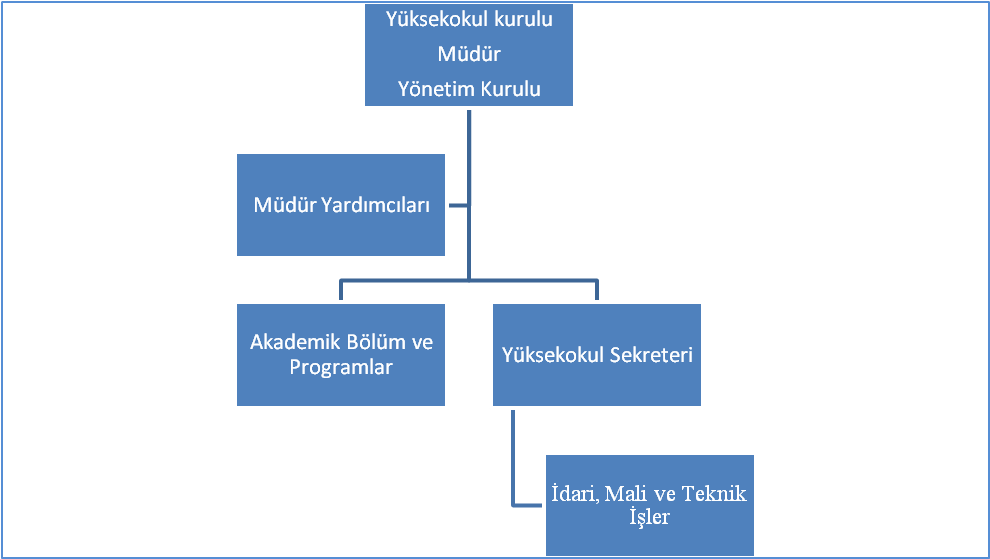 Yüksekokul kurulu
Müdür
Yönetim Kurulu
Müdür Yardımcıları
Akademik Bölüm ve
Programlar
Yüksekokul Sekreteri
İdari, Mali ve Teknik
İşler